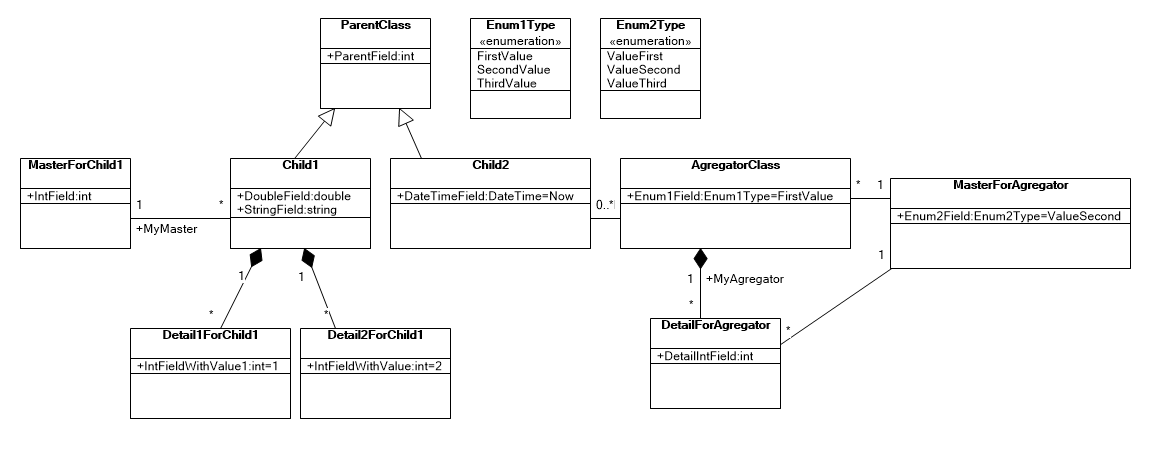 ParentClass
+ParentField:int
Enum1Type
«enumeration»
FirstValue
SecondValue
ThirdValue
Enum2Type
«enumeration»
ValueFirst
ValueSecond
ValueThird
MasterForChild1
+IntField:int
1
+MyMaster
*
Child1
+DoubleField:double
+StringField:string
Child2
+DateTimeField:DateTime=Now
0..*
AgregatorClass
+Enum1Field:Enum1Type=FirstValue
*
1
MasterForAgregator
+Enum2Field:Enum2Type=ValueSecond
1
*
1
*
1
+MyAgregator
*
1
*
Detail1ForChild1
+IntFieldWithValue1:int=1
Detail2ForChild1
+IntFieldWithValue:int=2
DetailForAgregator
+DetailIntField:int